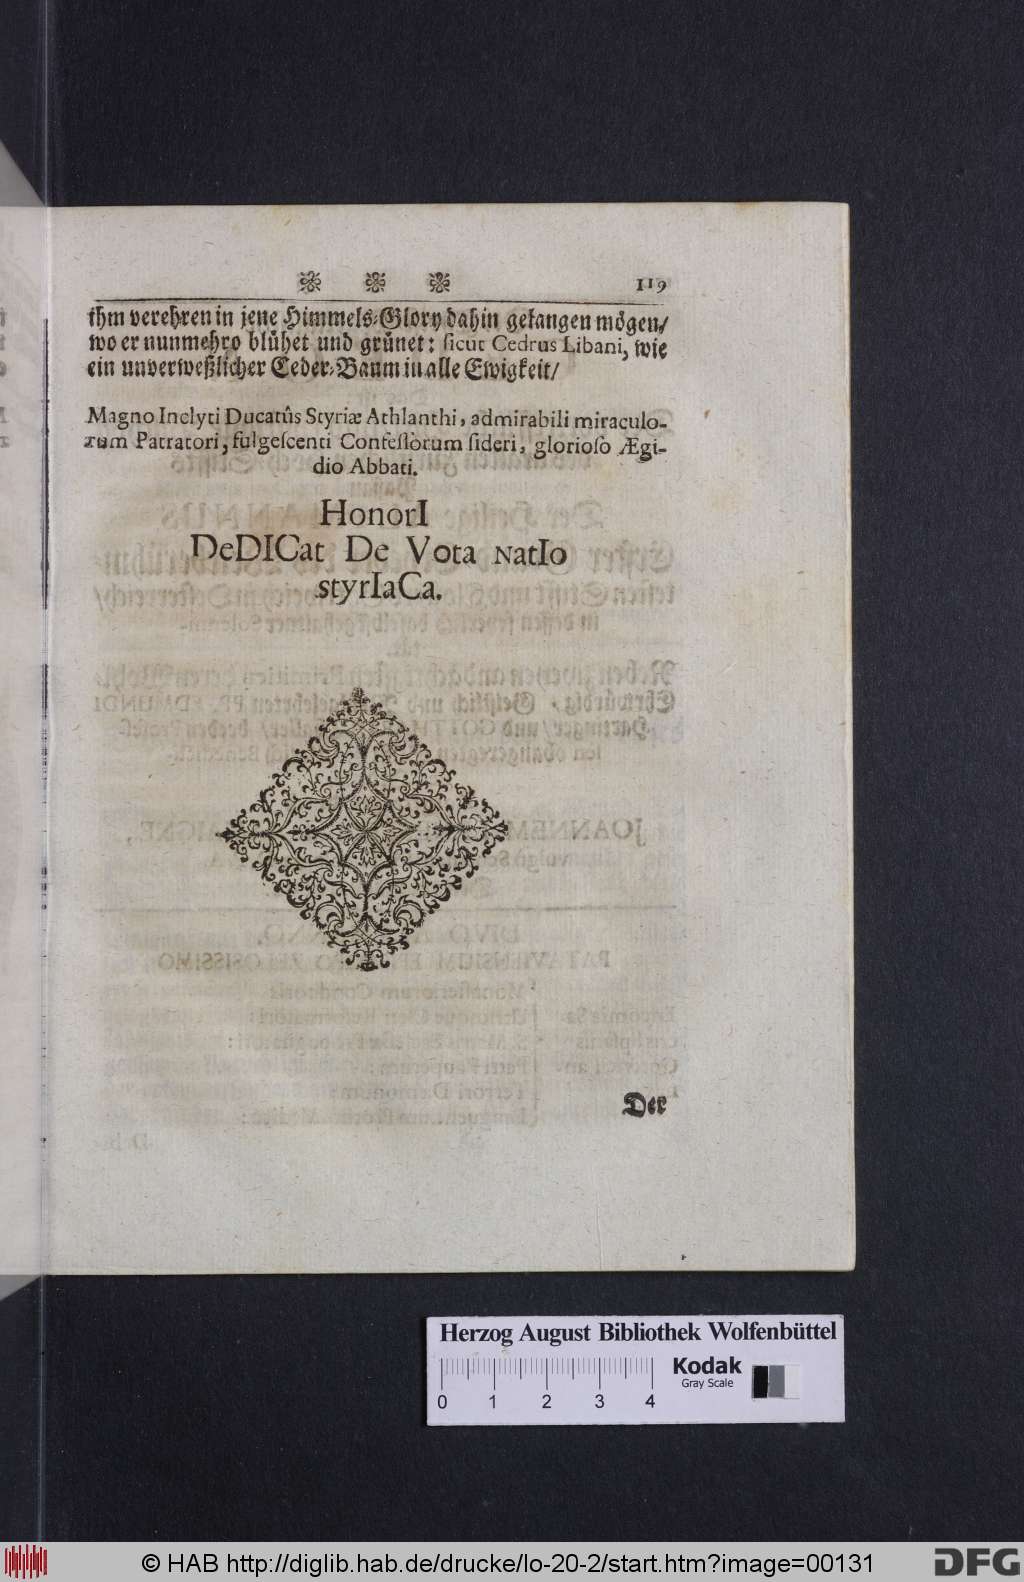 119
ihm verehren in jene Himmels-Glory dahin gelangen mögen/
wo er nunmehro blühet und grünet: sicut Cedrus Libani, wie
ein unverweßlicher Ceder-Baum in alle Ewigkeit/
Magno Inclyti Ducatûs Styriæ Athlanthi, admirabili miraculo-
rum Patratori, fulgeſcenti Confeſſorum ſideri, glorioſo Ægi-
dio Abbati.
HonorI
DeDICat De Vota NatIo
styrIaCa.
Der
Herzog August Bibliothek Wolfenbüttel
Kodak
Gray Scale
0 1 2 3 4
© HAB http://diglib.hab.de/drucke/lo-20-2/start.htm?image=00131
DFG